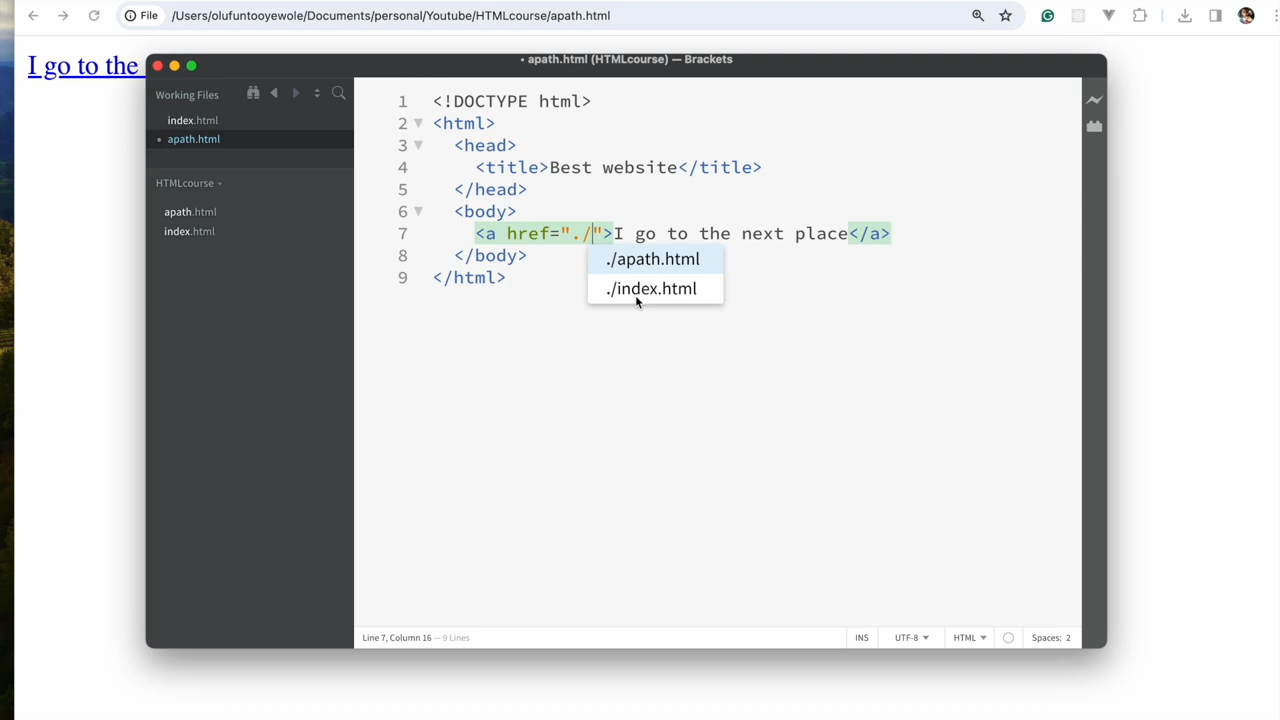 File /Users/olufuntooyewole/Documents/personal/Youtube/HTMLcourse/apath.html
I go to the
• apath.html (HTMLcourse) — Brackets
Working Files
index.html
• apath.html
HTMLcourse
apath.html
index.html
1 <!DOCTYPE html>
2 <html>
3 <head>
4 <title>Best website</title>
5 </head>
6 <body>
7 <a href="./">I go to the next place</a>
8 </body>
9 </html>
./apath.html
./index.html
Line 7, Column 16 — 9 Lines
INS UTF-8 HTML Spaces: 2